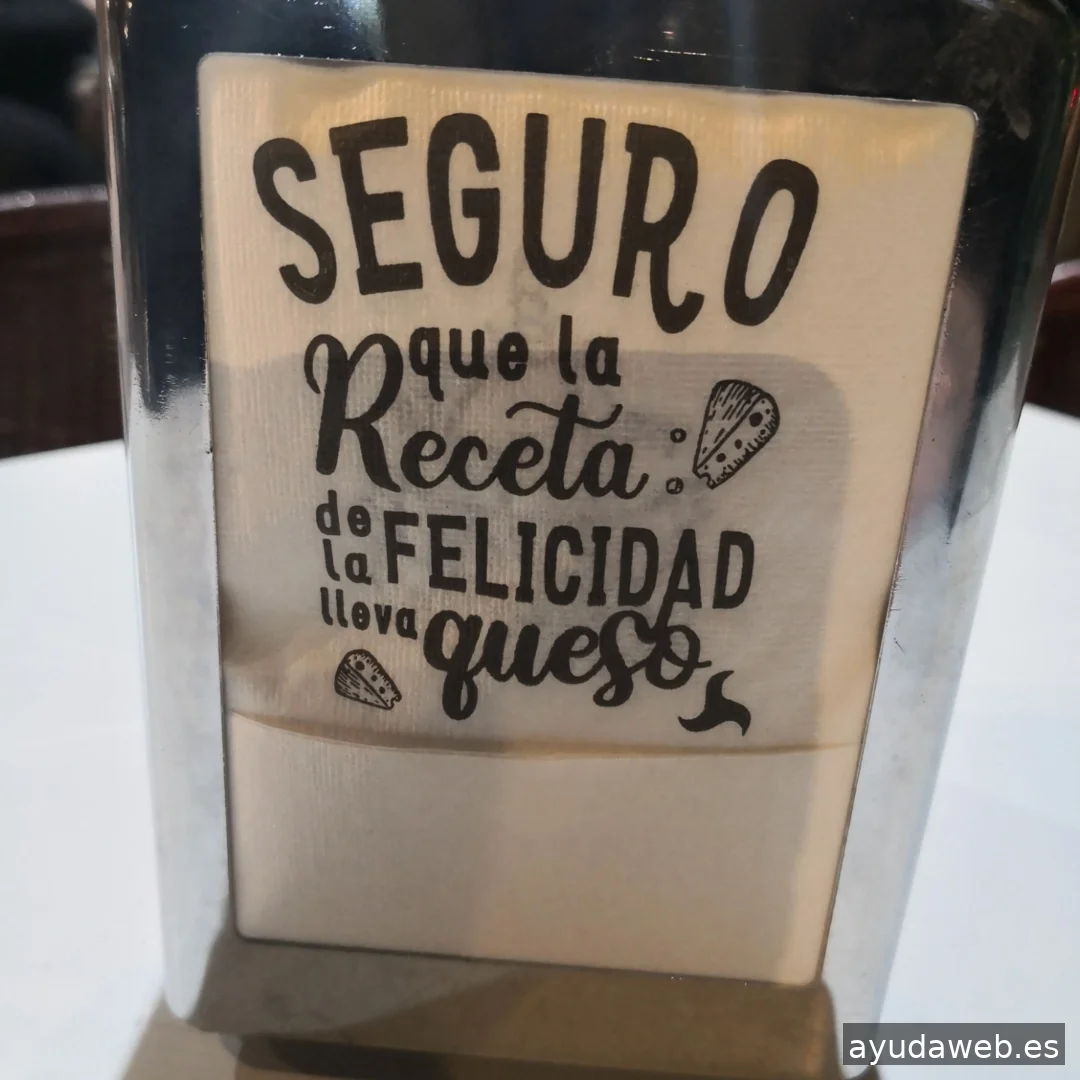 SEGURO
que la
Receta
de la FELICIDAD
lleva queso
ayudaweb.es